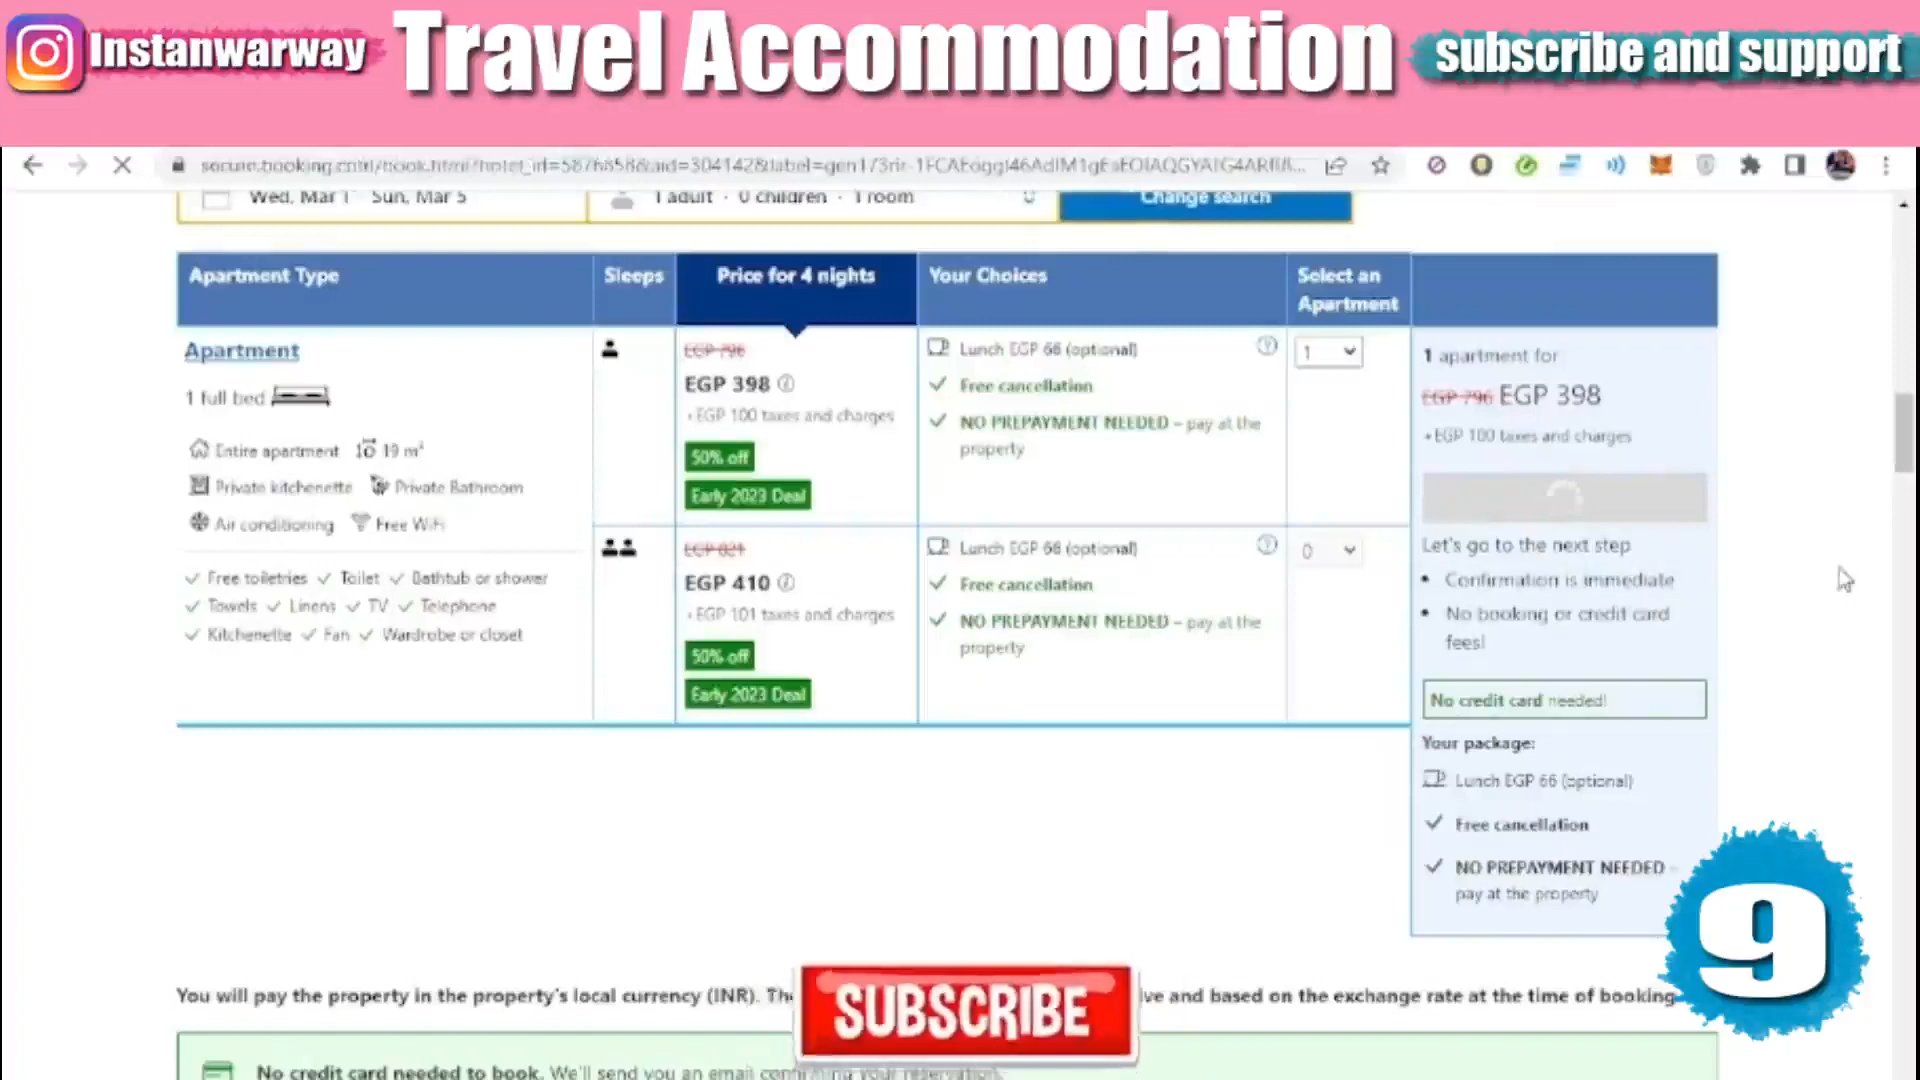 Instanwarway
Travel Accommodation
subscribe and support
Wed, Mar 1 Sun, Mar 5
1 adult · 0 children · 1 room
Change search
Apartment Type
Sleeps
Price for 4 nights
Your Choices
Select an
Apartment
Apartment
1 full bed
Entire apartment 19 m²
Private kitchenette Private Bathroom
Air conditioning Free WiFi
Free toiletries Toilet Bathtub or shower
Towels Linens TV Telephone
Kitchenette Fan Wardrobe or closet
EGP 796
EGP 398
+EGP 100 taxes and charges
50% off
Early 2023 Deal
Lunch EGP 66 (optional)
Free cancellation
NO PREPAYMENT NEEDED – pay at the
property
1
EGP 821
EGP 410
+EGP 101 taxes and charges
50% off
Early 2023 Deal
Lunch EGP 66 (optional)
Free cancellation
NO PREPAYMENT NEEDED – pay at the
property
0
1 apartment for
EGP 796 EGP 398
+EGP 100 taxes and charges
Let's go to the next step
• Confirmation is immediate
• No booking or credit card
fees!
No credit card needed!
Your package:
Lunch EGP 66 (optional)
Free cancellation
NO PREPAYMENT NEEDED –
pay at the property
9
You will pay the property in the property's local currency (INR). The
and based on the exchange rate at the time of booking
SUBSCRIBE
No credit card needed to book. We'll send you an email confirming your reservation.